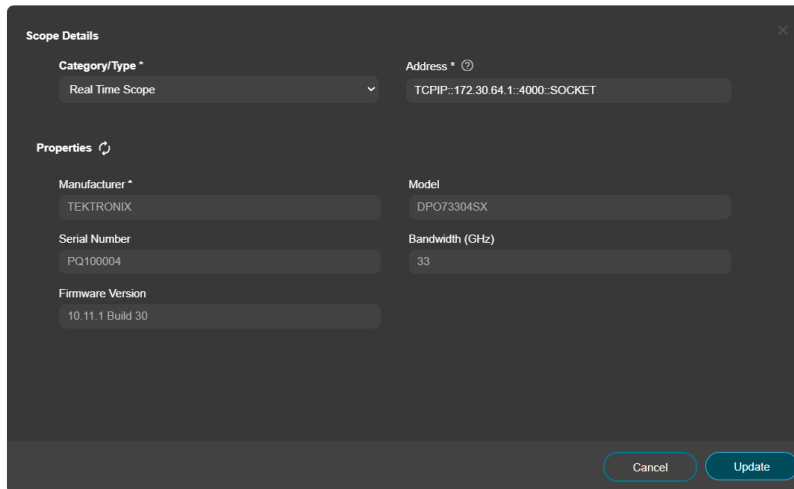 Scope Details
Category/Type *
Address *
Real Time Scope
TCPIP::172.30.64.1::4000::SOCKET
Properties
Manufacturer *
Model
TEKTRONIX
DPO73304SX
Serial Number
Bandwidth (GHz)
PQ100004
33
Firmware Version
10.11.1 Build 30
Cancel
Update